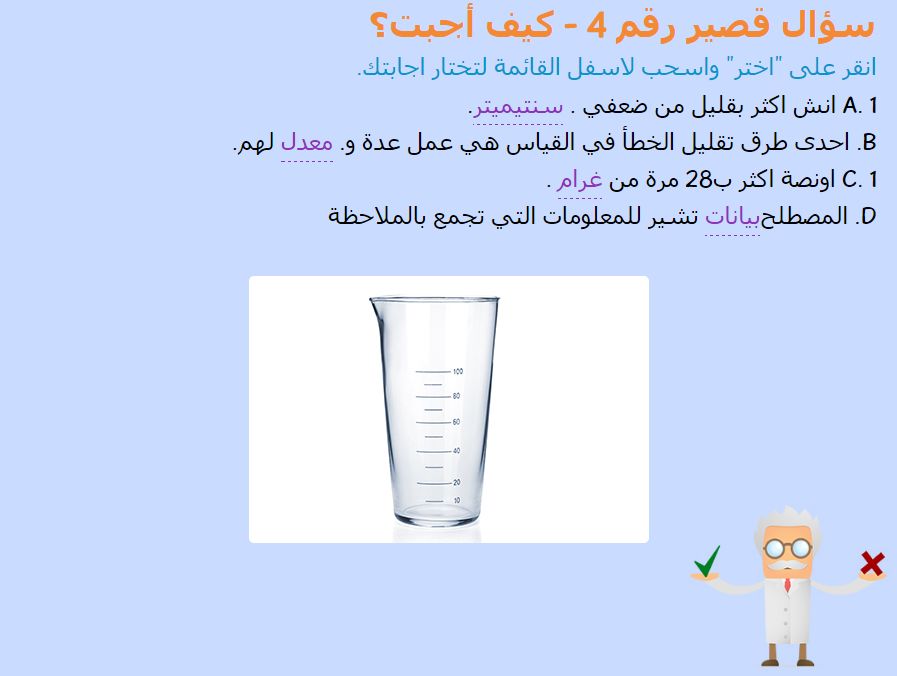 سؤال قصير رقم 4 - كيف أجبت؟
انقر على "اختر" واسحب لاسفل القائمة لتختار اجابتك.
A. 1 انش اكثر بقليل من ضعفي . سنتيميتر.
B. احدى طرق تقليل الخطأ في القياس هي عمل عدة و. معدل لهم.
C. 1 اونصة اكثر ب28 مرة من غرام .
D. المصطلحبيانات تشير للمعلومات التي تجمع بالملاحظة
100
80
60
40
20
10